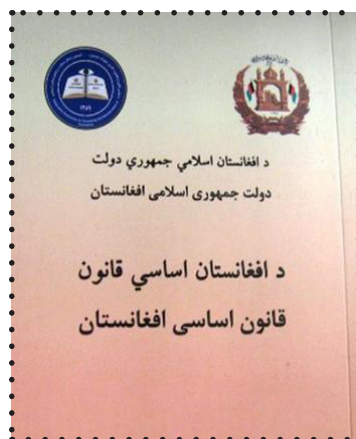 د افغانستان اسلامي جمهوري دولت
دولت جمهوری اسلامی افغانستان
د افغانستان اساسي قانون
قانون اساسی افغانستان